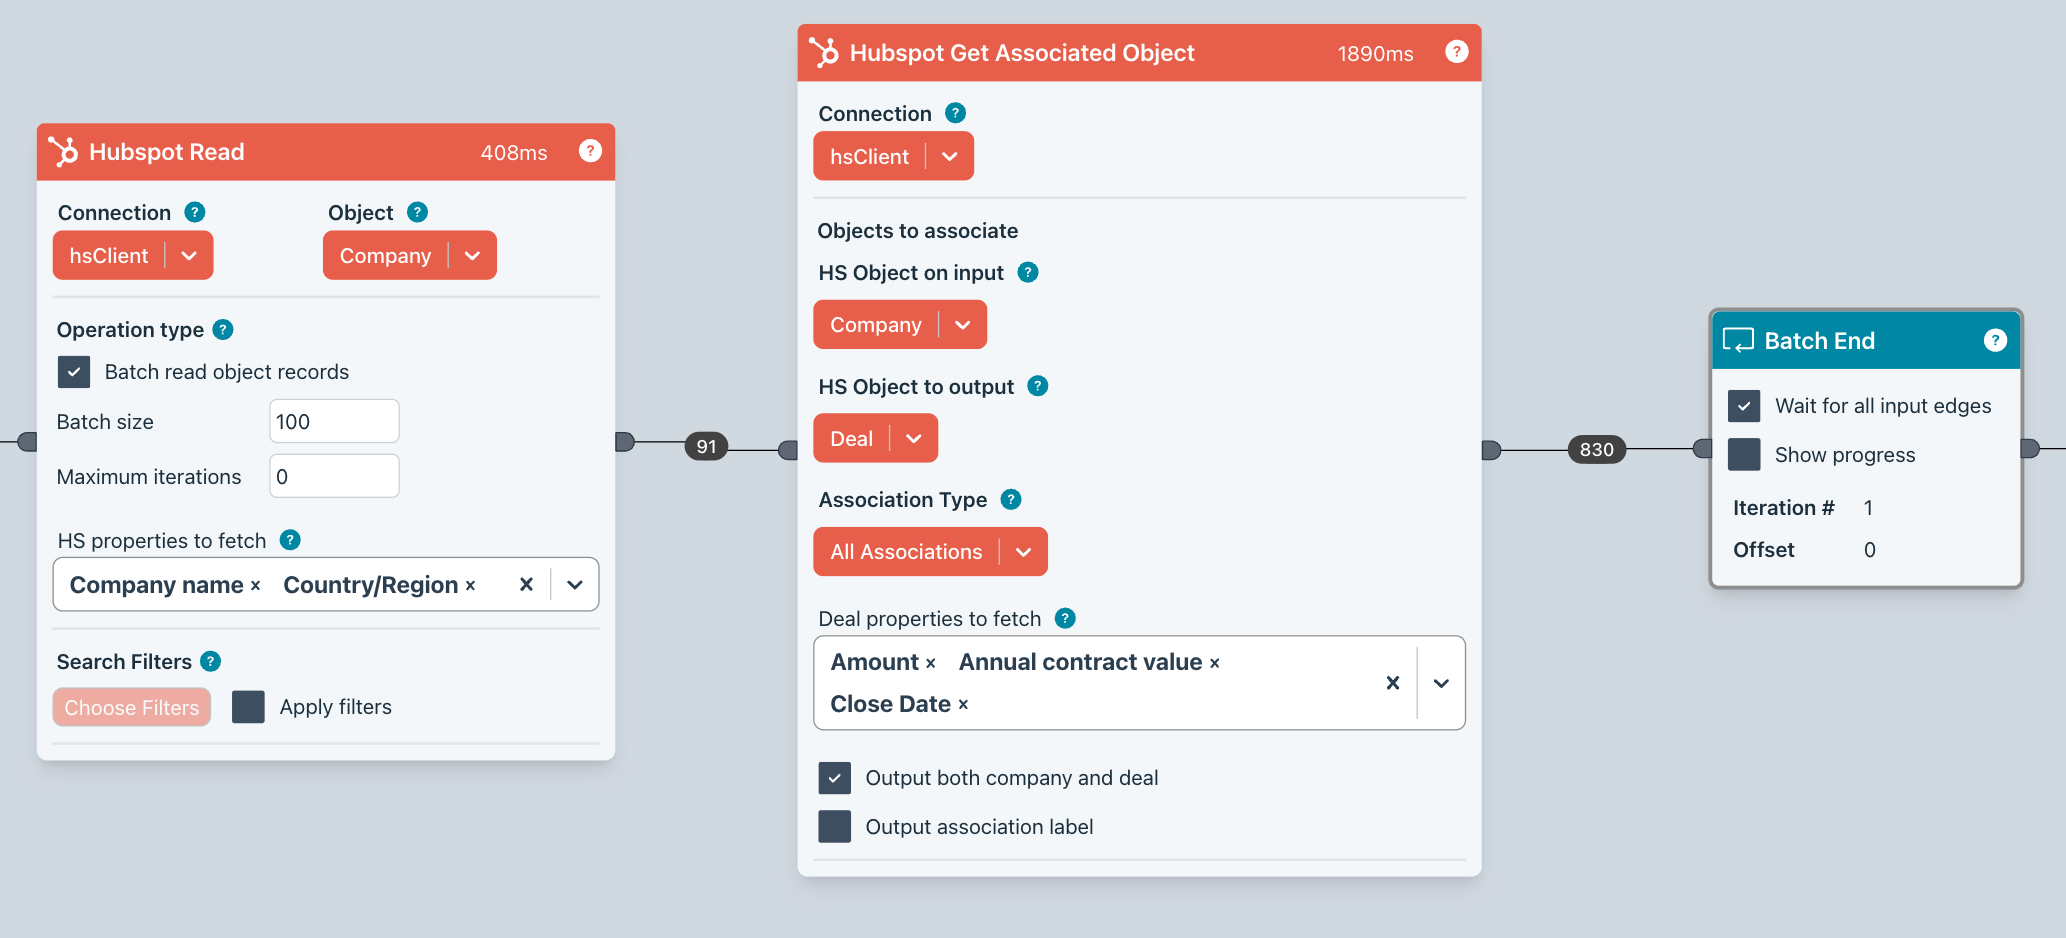 Hubspot Read 408ms ?
Connection ? Object ?
hsClient Company
Operation type ?
Batch read object records
Batch size 100
Maximum iterations 0
HS properties to fetch ?
Company name × Country/Region ×
Search Filters ?
Choose Filters Apply filters
91
Hubspot Get Associated Object 1890ms ?
Connection ?
hsClient
Objects to associate
HS Object on input ?
Company
HS Object to output ?
Deal
Association Type ?
All Associations
Deal properties to fetch ?
Amount × Annual contract value ×
Close Date ×
Output both company and deal
Output association label
830
Batch End ?
Wait for all input edges
Show progress
Iteration # 1
Offset 0